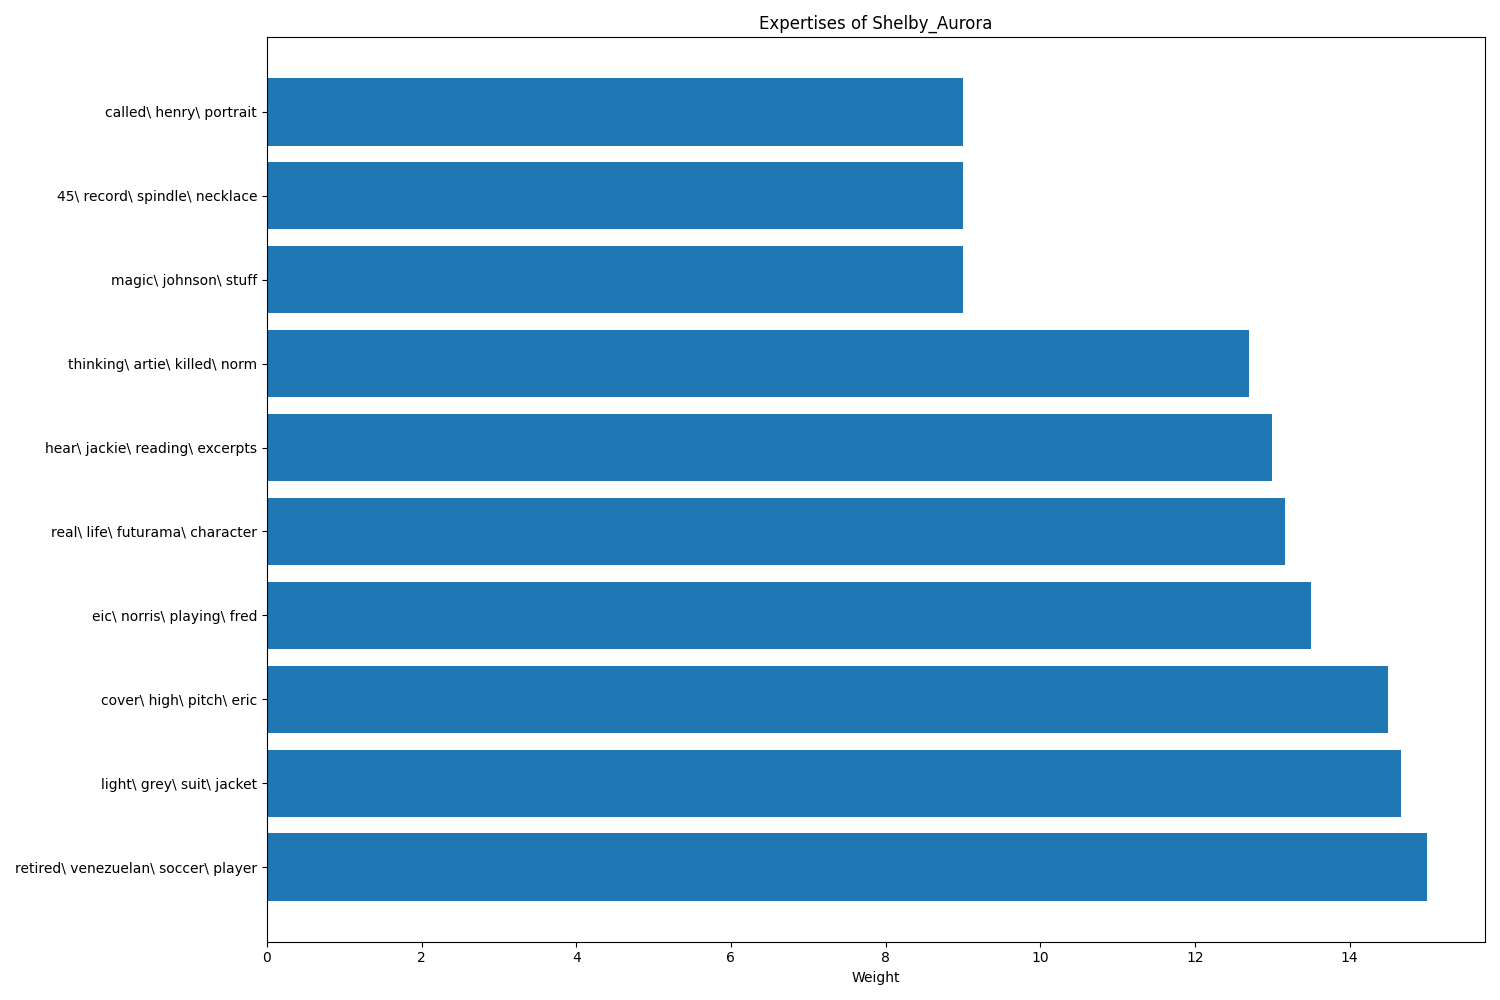 Expertises of Shelby_Aurora
called\ henry\ portrait
45\ record\ spindle\ necklace
magic\ johnson\ stuff
thinking\ artie\ killed\ norm
hear\ jackie\ reading\ excerpts
real\ life\ futurama\ character
eic\ norris\ playing\ fred
cover\ high\ pitch\ eric
light\ grey\ suit\ jacket
retired\ venezuelan\ soccer\ player
0 2 4 6 8 10 12 14
Weight